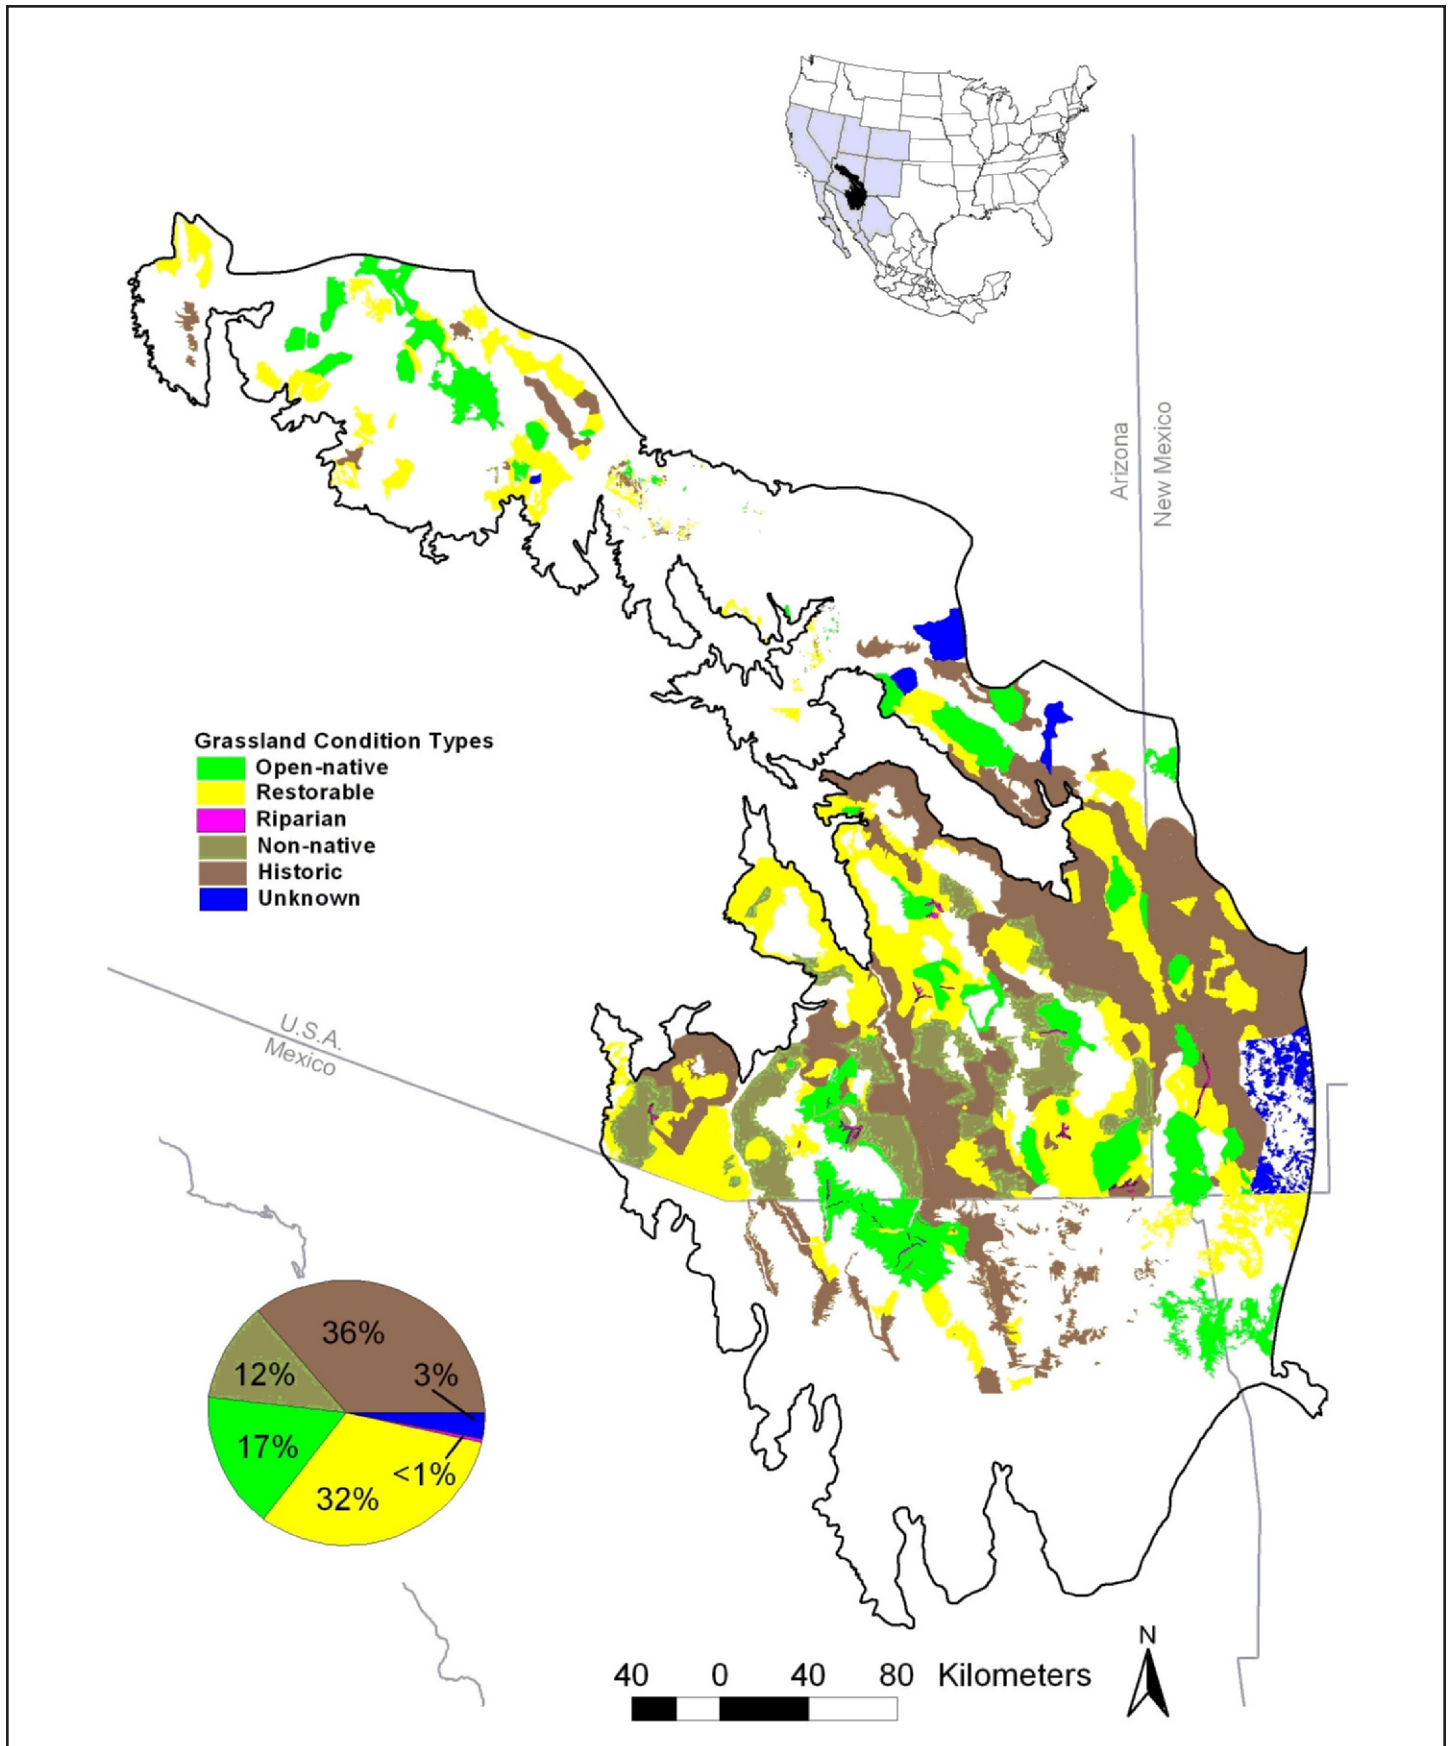 Arizona
New Mexico
Grassland Condition Types
Open-native
Restorable
Riparian
Non-native
Historic
Unknown
U.S.A.
Mexico
36%
3%
12%
17%
<1%
32%
N
40 0 40 80 Kilometers